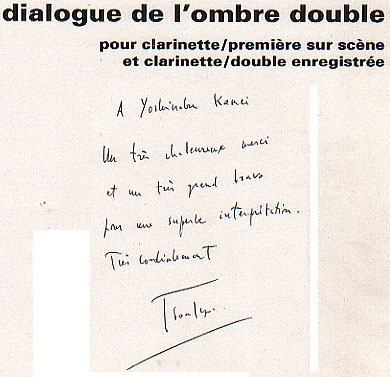 dialogue de l'ombre double
pour clarinette/première sur scène
et clarinette/double enregistrée
A Yoshinobu Kamei
Un très chaleureux merci
et un très grand bravo
pour une superbe interprétation.
Très cordialement